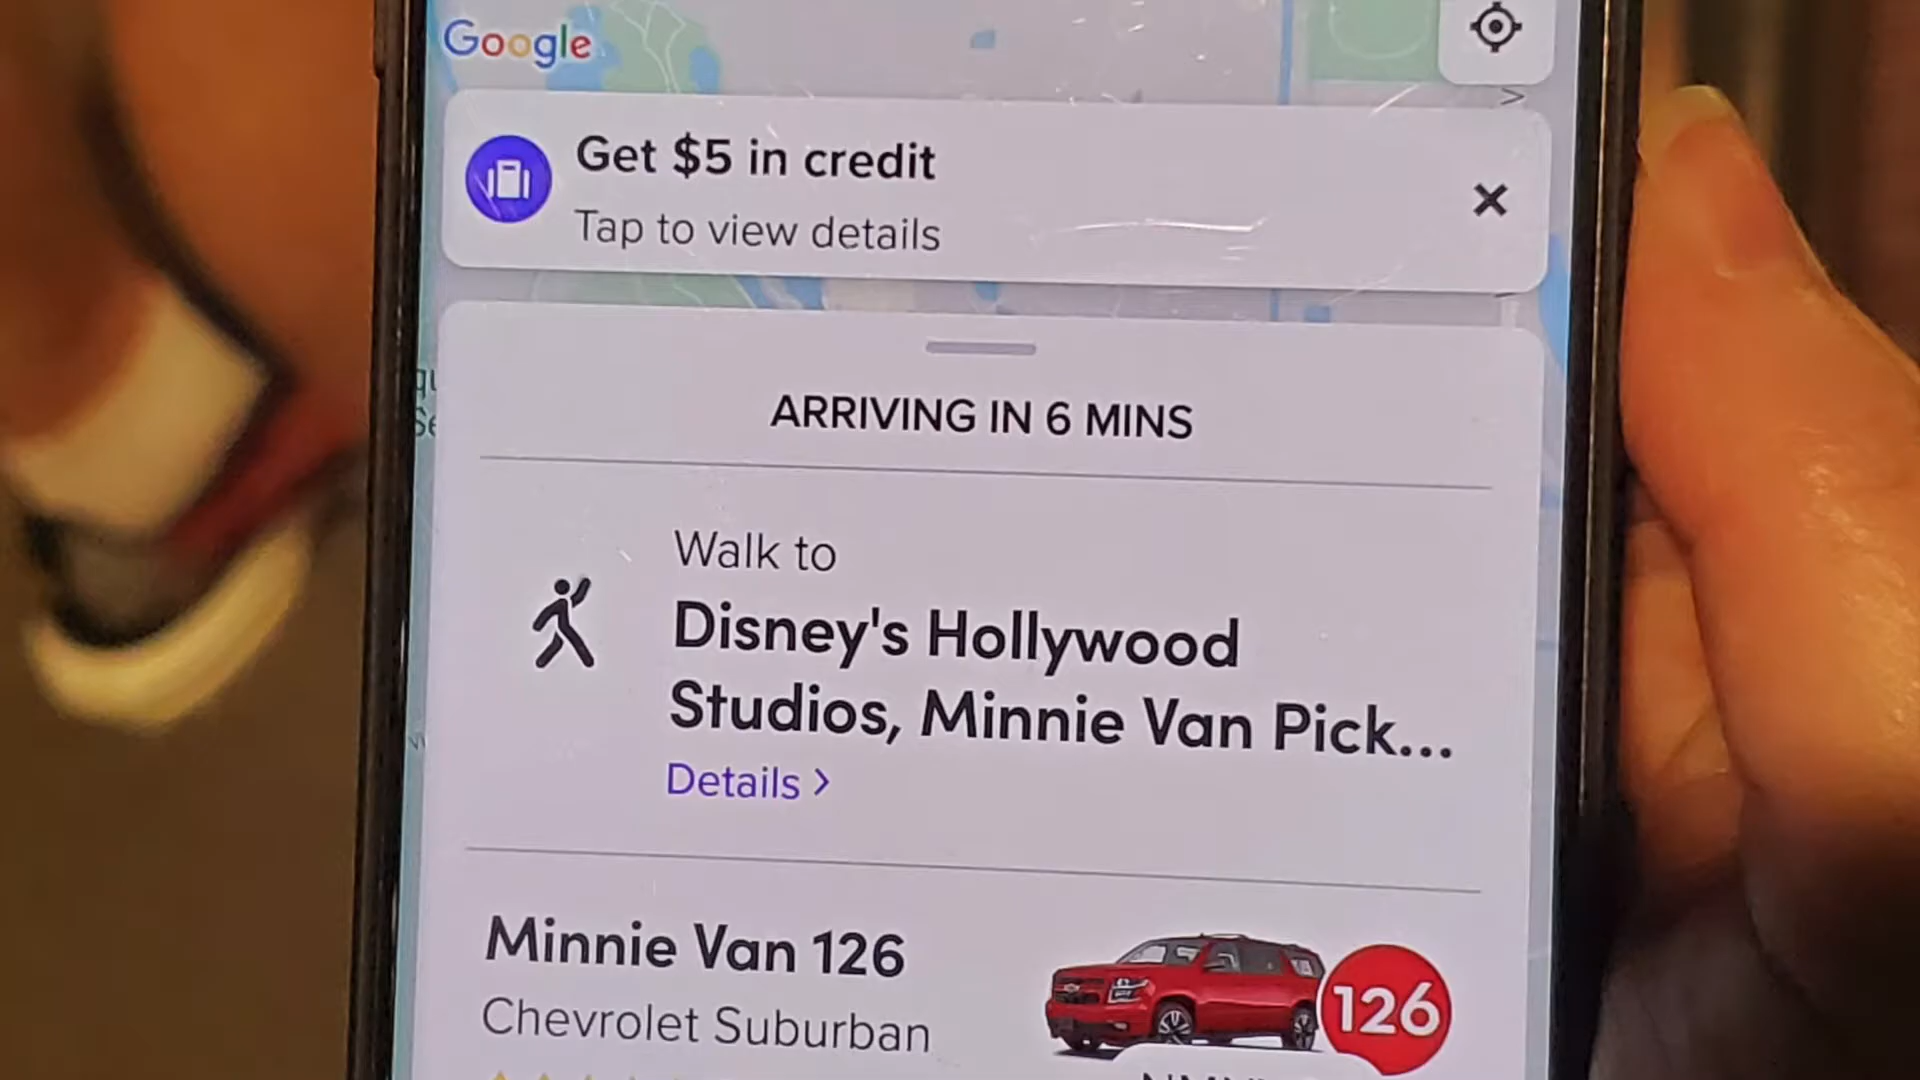 Google
Get $5 in credit
Tap to view details
ARRIVING IN 6 MINS
Walk to
Disney's Hollywood
Studios, Minnie Van Pick...
Details >
Minnie Van 126
Chevrolet Suburban
126